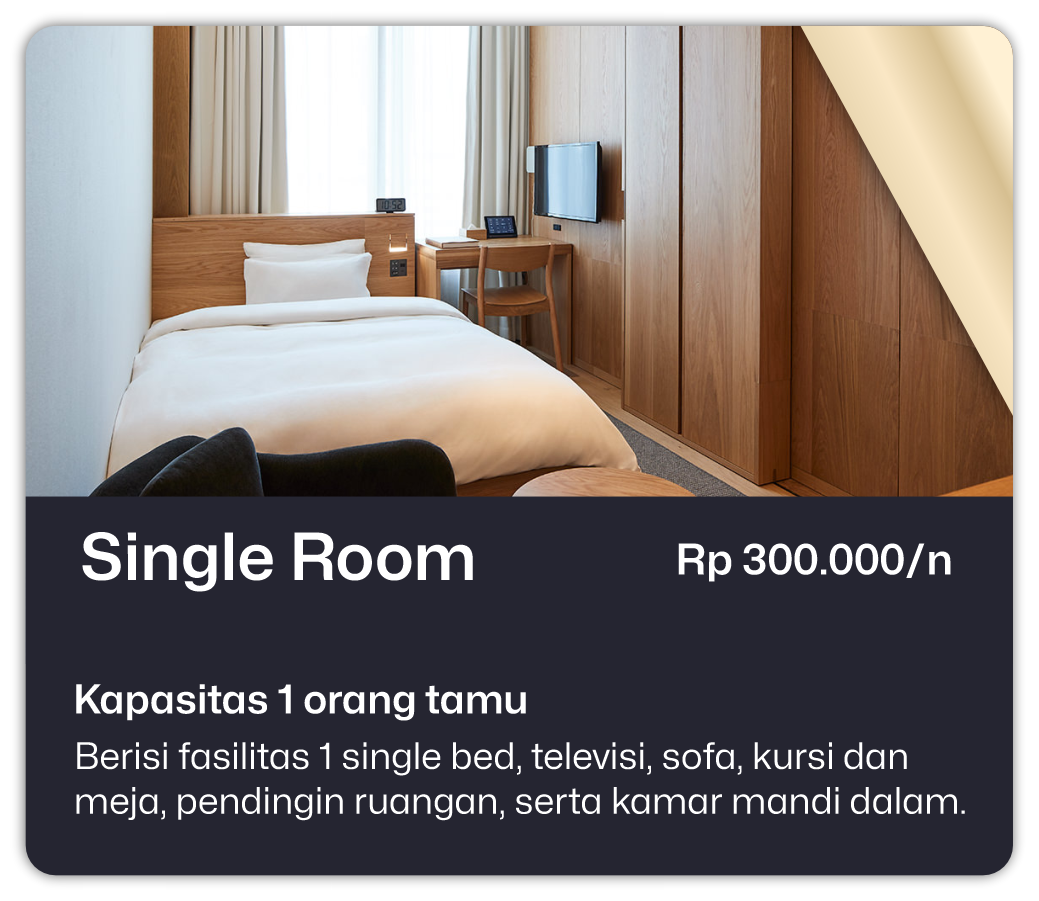 Single Room
Rp 300.000/n
Kapasitas 1 orang tamu
Berisi fasilitas 1 single bed, televisi, sofa, kursi dan
meja, pendingin ruangan, serta kamar mandi dalam.